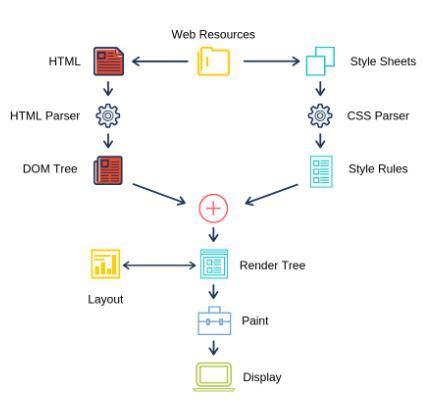 Web Resources
HTML
Style Sheets
HTML Parser
CSS Parser
DOM Tree
Style Rules
Render Tree
Layout
Paint
Display